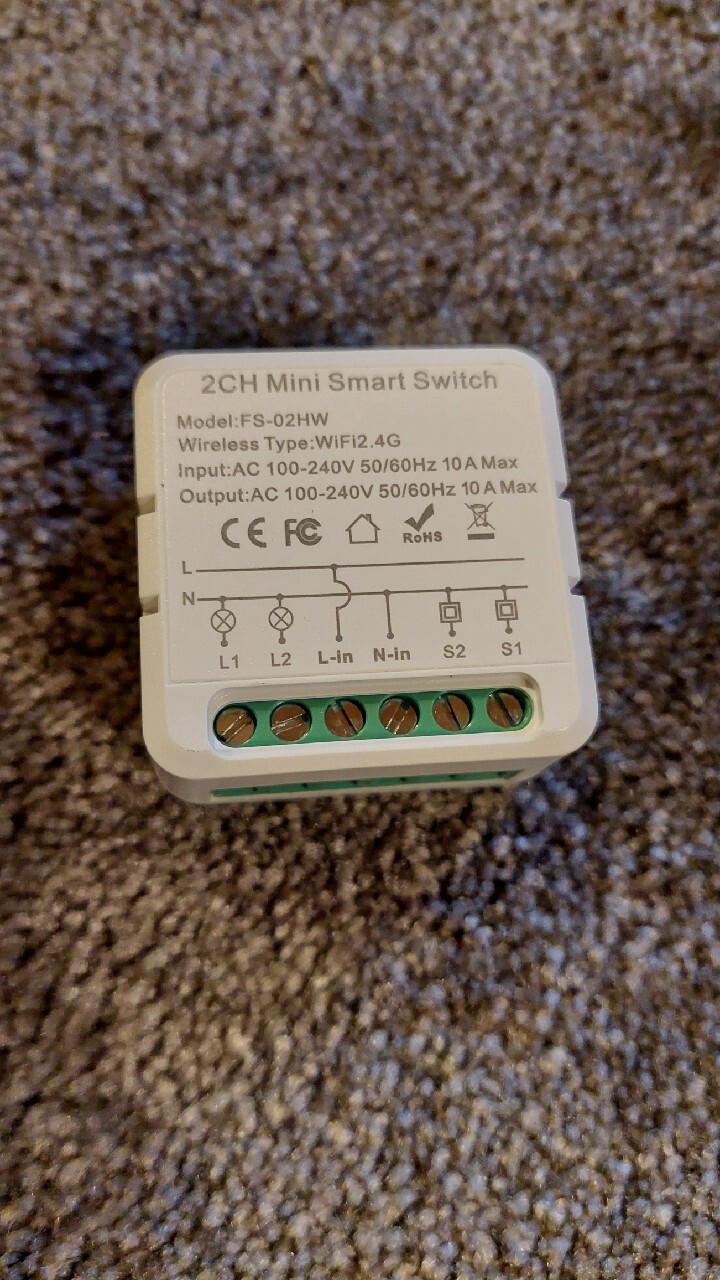 2CH Mini Smart Switch
Model:FS-02HW
Wireless Type:WiFi2.4G
Input:AC 100-240V 50/60Hz 10A Max
Output:AC 100-240V 50/60Hz 10A Max
CE FC RoHS
L
N
L1 L2 L-in N-in S2 S1